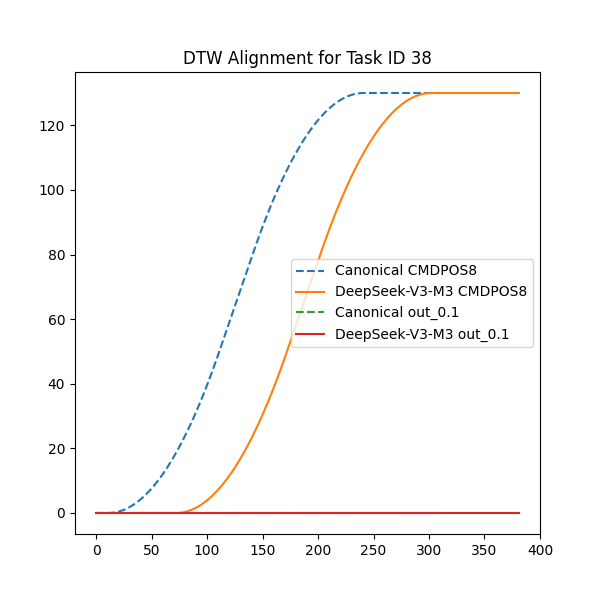 DTW Alignment for Task ID 38
120
100
80
60
40
20
0
Canonical CMDPOS8
DeepSeek-V3-M3 CMDPOS8
Canonical out_0.1
DeepSeek-V3-M3 out_0.1
0 50 100 150 200 250 300 350 400